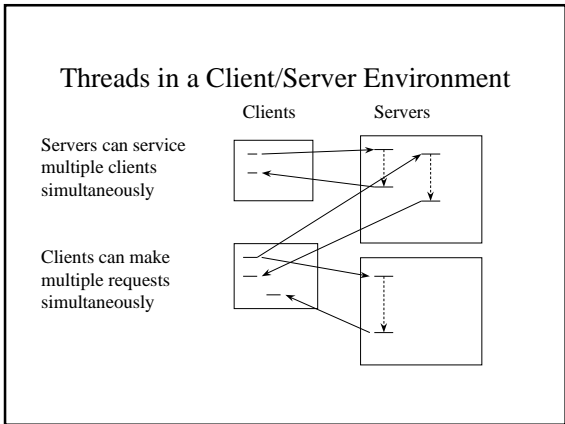 Threads in a Client/Server Environment
Clients
Servers
Servers can service
multiple clients
simultaneously
Clients can make
multiple requests
simultaneously